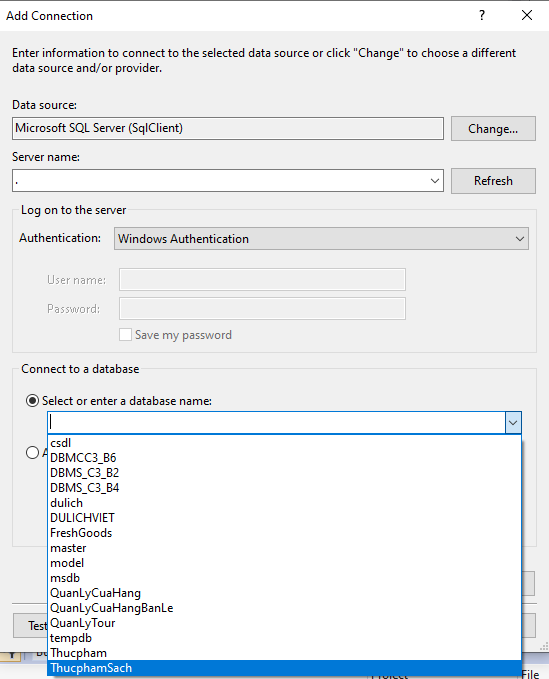 Add Connection
?
Enter information to connect to the selected data source or click "Change" to choose a different
data source and/or provider.
Data source:
Microsoft SQL Server (SqlClient)
Change...
Server name:
.
Refresh
Log on to the server
Authentication:
Windows Authentication
User name:
Password:
Save my password
Connect to a database
Select or enter a database name:
csdl
DBMCC3_B6
DBMS_C3_B2
DBMS_C3_B4
dulich
DULICHVIET
FreshGoods
master
model
msdb
QuanLyCuaHang
QuanLyCuaHangBanLe
QuanLyTour
tempdb
Thucpham
ThucphamSach
Test
File